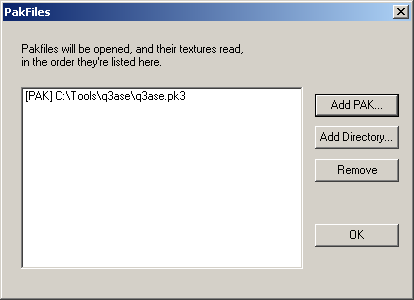 PakFiles
Pakfiles will be opened, and their textures read,
in the order they're listed here.
[PAK] C:\Tools\q3ase\q3ase.pk3
Add PAK...
Add Directory...
Remove
OK